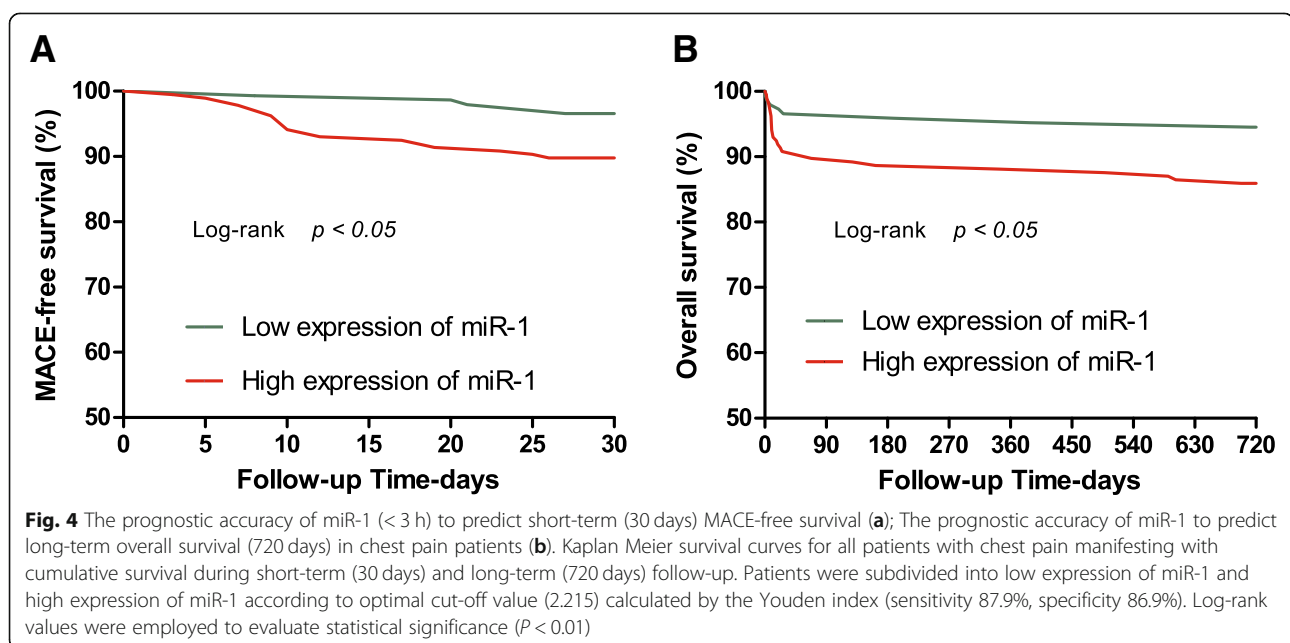 A
B
100
90
80
70
60
50
MACE-free survival (%)
Log-rank p < 0.05
Low expression of miR-1
High expression of miR-1
0 5 10 15 20 25 30
Follow-up Time-days
100
90
80
70
60
50
Overall survival (%)
Log-rank p < 0.05
Low expression of miR-1
High expression of miR-1
0 90 180 270 360 450 540 630 720
Follow-up Time-days
Fig. 4 The prognostic accuracy of miR-1 (< 3 h) to predict short-term (30 days) MACE-free survival (a); The prognostic accuracy of miR-1 to predict
long-term overall survival (720 days) in chest pain patients (b). Kaplan Meier survival curves for all patients with chest pain manifesting with
cumulative survival during short-term (30 days) and long-term (720 days) follow-up. Patients were subdivided into low expression of miR-1 and
high expression of miR-1 according to optimal cut-off value (2.215) calculated by the Youden index (sensitivity 87.9%, specificity 86.9%). Log-rank
values were employed to evaluate statistical significance (P < 0.01)